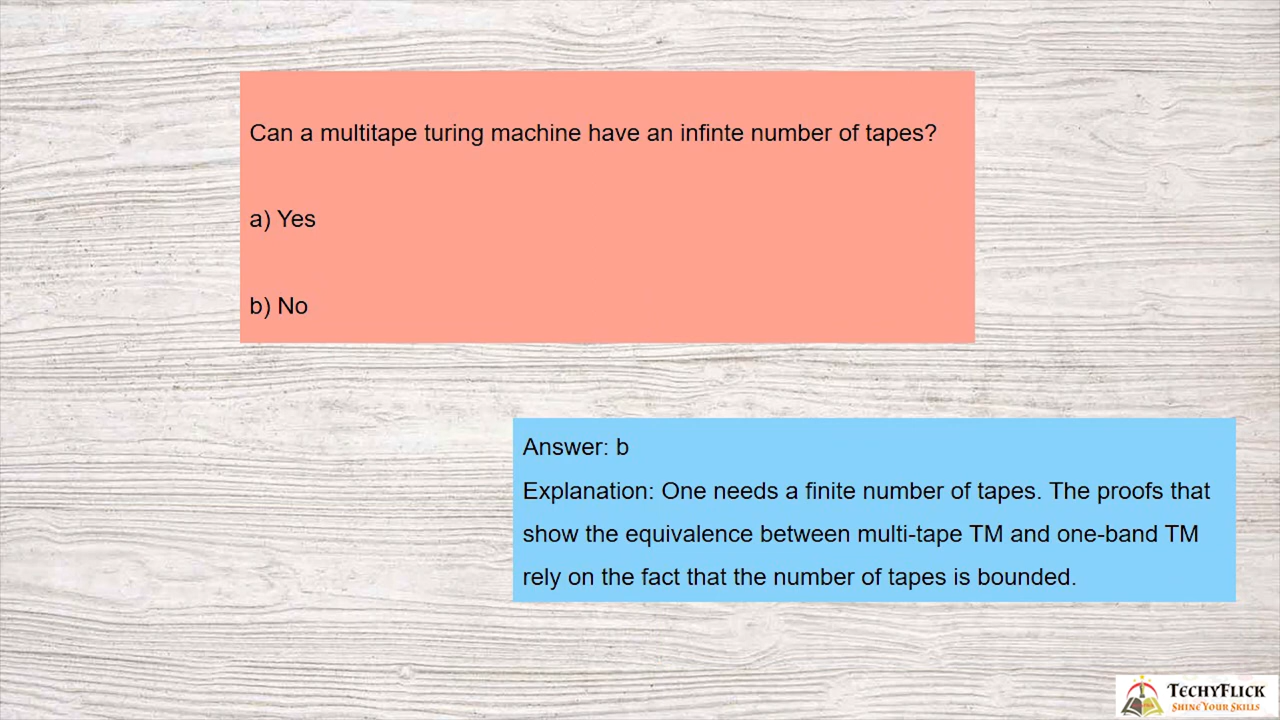 Can a multitape turing machine have an infinte number of tapes?
a) Yes
b) No
Answer: b
Explanation: One needs a finite number of tapes. The proofs that
show the equivalence between multi-tape TM and one-band TM
rely on the fact that the number of tapes is bounded.
TECHYFLICK
SHINE YOUR SKILLS